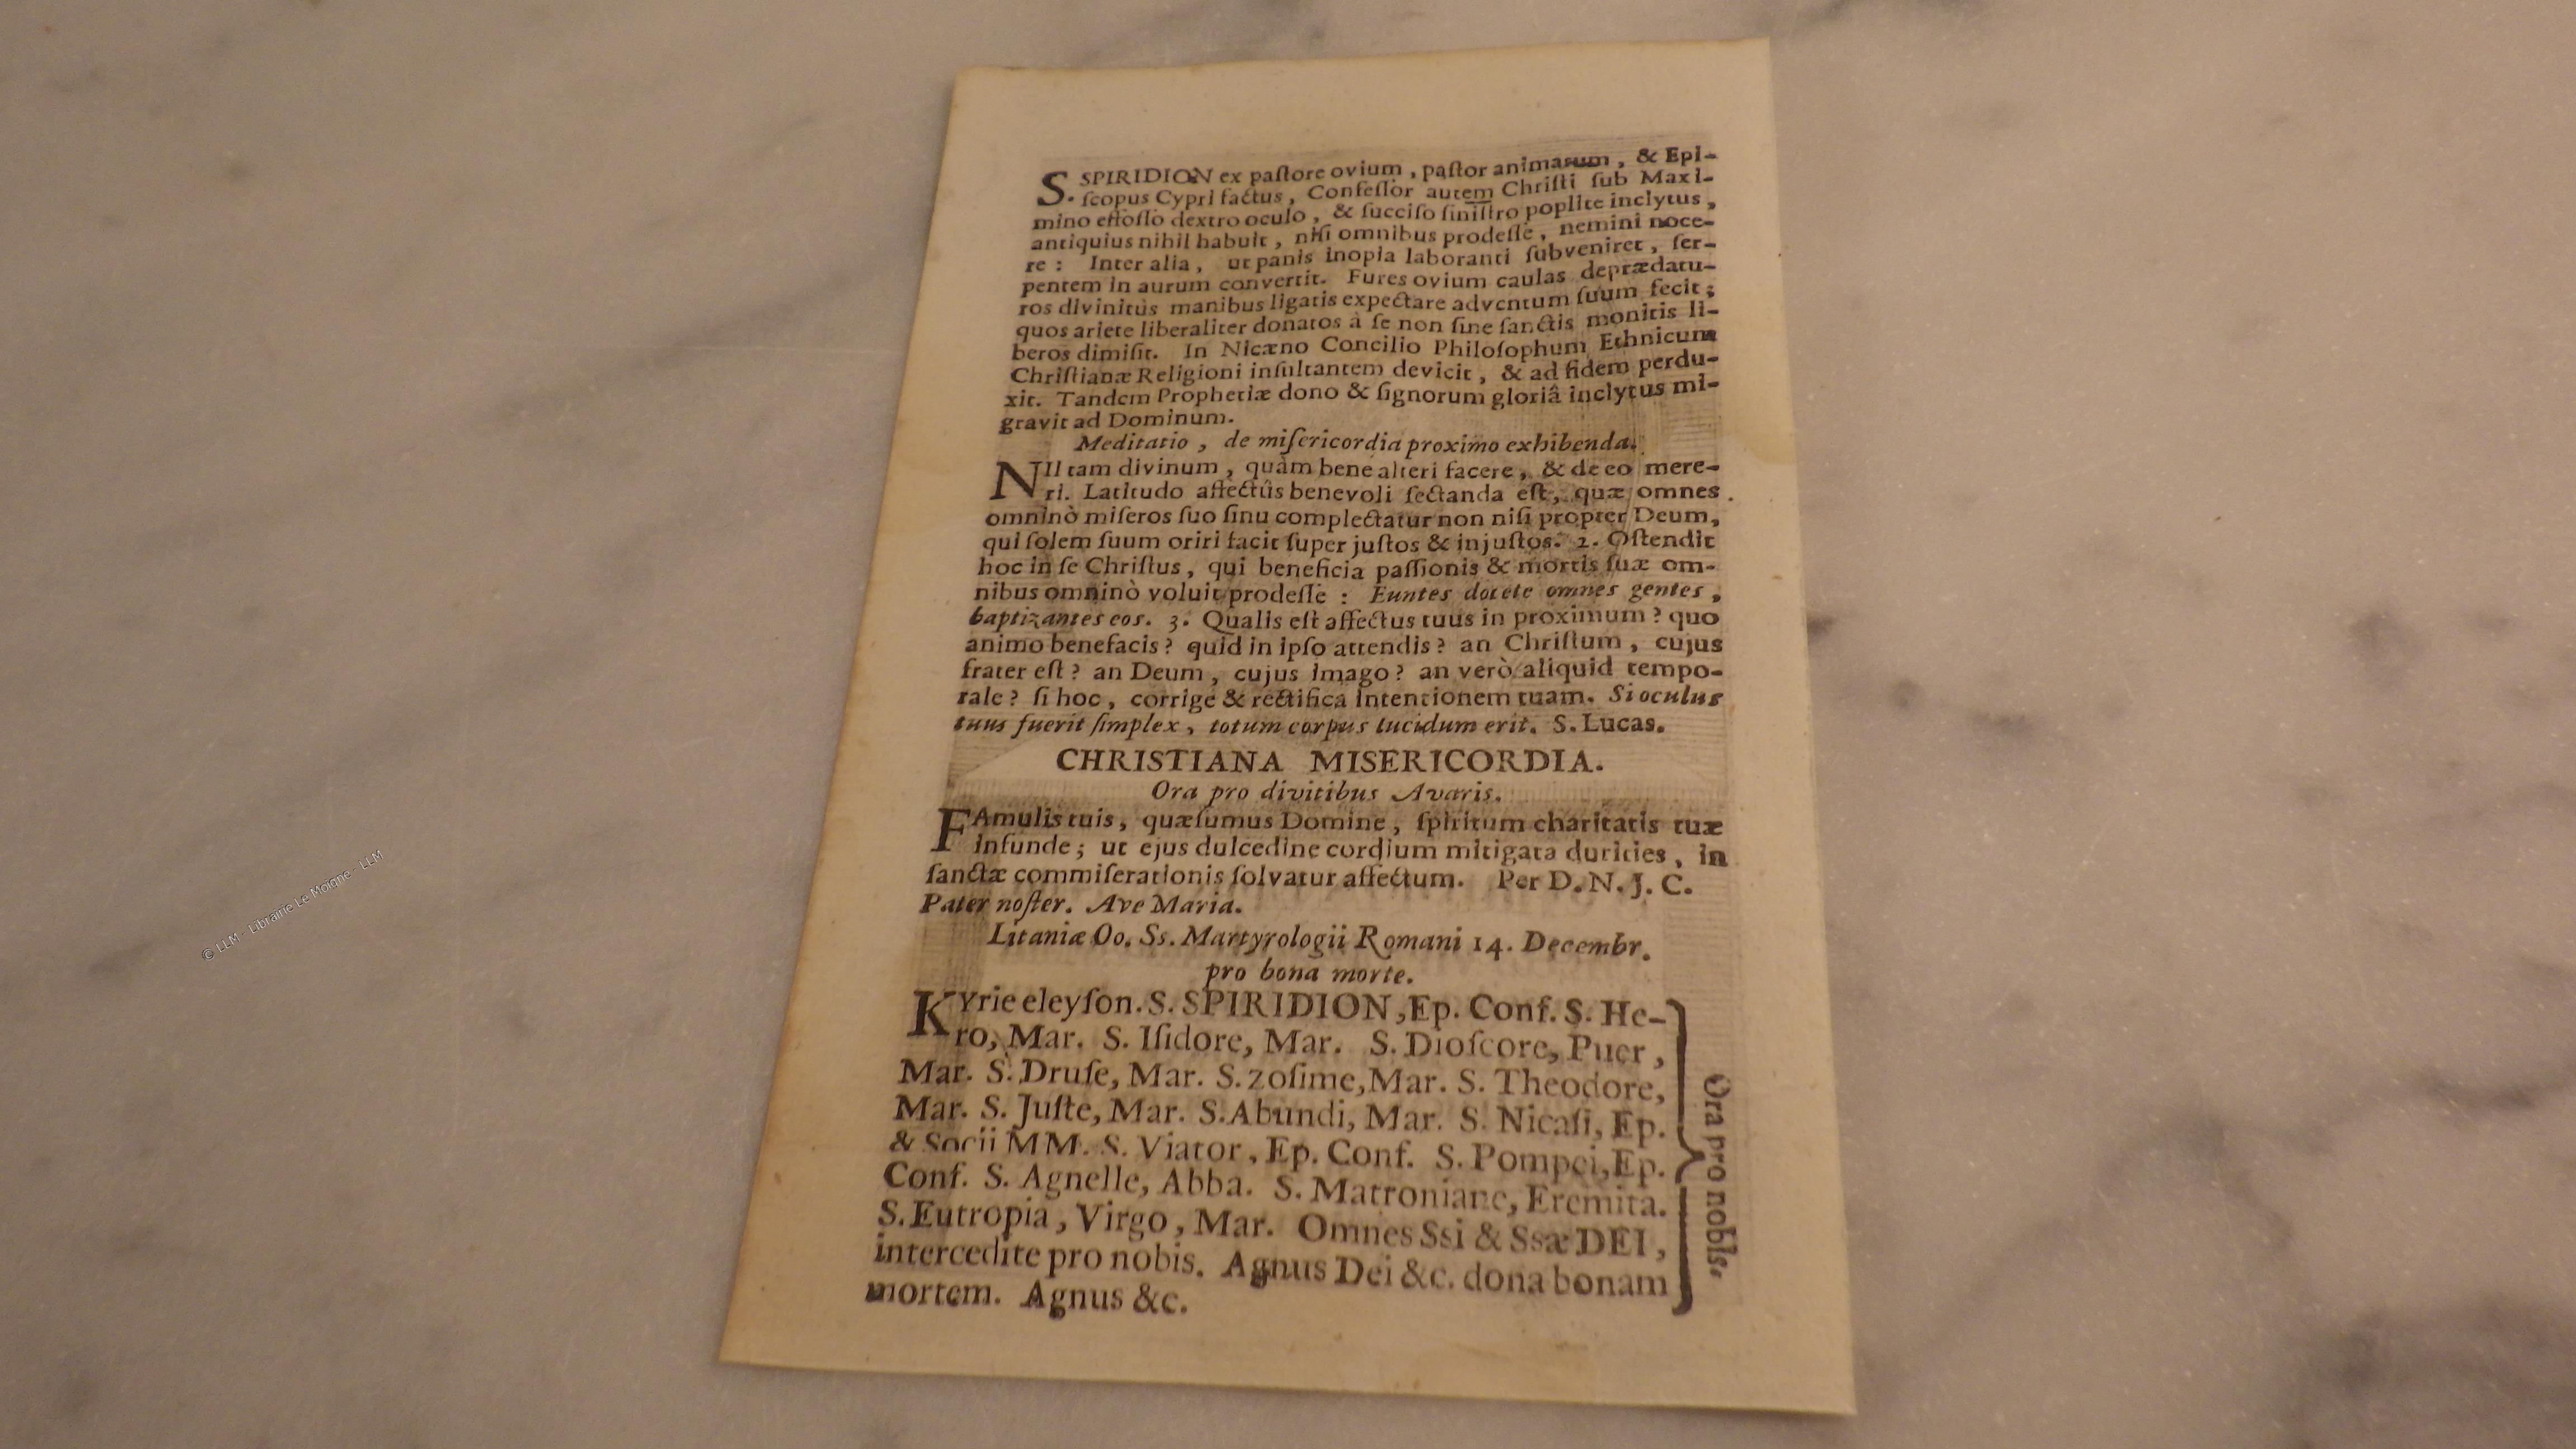 S. SPIRIDION ex paſtore ovium, paſtor animarum, & Epi-
ſcopus Cypri factus, Confeſſor autem Chriſti ſub Maxi-
mino effoſſo dextro oculo, & ſucciſo ſiniſtro poplite inclytus,
antiquius nihil habuit, niſi omnibus prodeſſe, nemini noce-
re: Inter alia, ut panis inopia laboranti ſubveniret, ſer-
pentem in aurum convertit. Fures ovium caulas deprædatu-
ros divinitùs manibus ligatis expectare adventum ſuum fecit;
quos ariete liberaliter donatos à ſe non ſine ſanctis monitis li-
beros dimiſit. In Nicæno Concilio Philoſophum Ethnicum
Chriſtianæ Religioni inſultantem devicit, & ad fidem perdu-
xit. Tandem Prophetiæ dono & ſignorum gloriâ inclytus mi-
gravit ad Dominum.
Meditatio, de miſericordia proximo exhibenda.
NIl tam divinum, quàm bene alteri facere, & de eo mere-
ri. Latitudo affectûs benevoli ſectanda eſt, quæ omnes
omninò miſeros ſuo ſinu complectatur non niſi propter Deum,
qui ſolem ſuum oriri facit ſuper juſtos & injuſtos. 2. Oſtendit
hoc in ſe Chriſtus, qui beneficia paſſionis & mortis ſuæ om-
nibus omninò voluit prodeſſe: Euntes docete omnes gentes,
baptizantes eos. 3. Qualis eſt affectus tuus in proximum? quo
animo benefacis? quid in ipſo attendis? an Chriſtum, cujus
frater eſt? an Deum, cujus imago? an verò aliquid tempo-
rale? ſi hoc, corrige & rectifica intentionem tuam. Si oculus
tuus fuerit ſimplex, totum corpus lucidum erit. S. Lucas.
CHRISTIANA MISERICORDIA.
Ora pro divitibus Avaris.
FAmulis tuis, quæſumus Domine, ſpiritum charitatis tuæ
infunde; ut ejus dulcedine cordium mitigata durities, in
ſanctæ commiſerationis ſolvatur affectum. Per D. N. J. C.
Pater noſter. Ave Maria.
Litaniæ Oo. Ss. Martyrologii Romani 14. Decembr.
pro bona morte.
KYrie eleyſon. S. SPIRIDION, Ep. Conf. S. He-
ro, Mar. S. Iſidore, Mar. S. Dioſcore, Puer,
Mar. S. Druſe, Mar. S. zoſime, Mar. S. Theodore,
Mar. S. Juſte, Mar. S. Abundi, Mar. S. Nicaſi, Ep.
& Socii MM. S. Viator, Ep. Conf. S. Pompei, Ep.
Conf. S. Agnelle, Abba. S. Matroniane, Eremita.
S. Eutropia, Virgo, Mar. Omnes Ssi & Ssæ DEI,
intercedite pro nobis. Agnus Dei &c. dona bonam
mortem. Agnus &c.
Ora pro nobis.
© LLM - Librairie Le Moigne - LLM